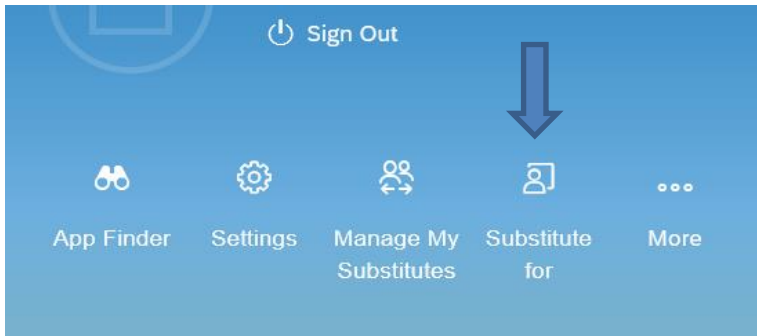 Sign Out
App Finder
Settings
Manage My
Substitutes
Substitute
for
More